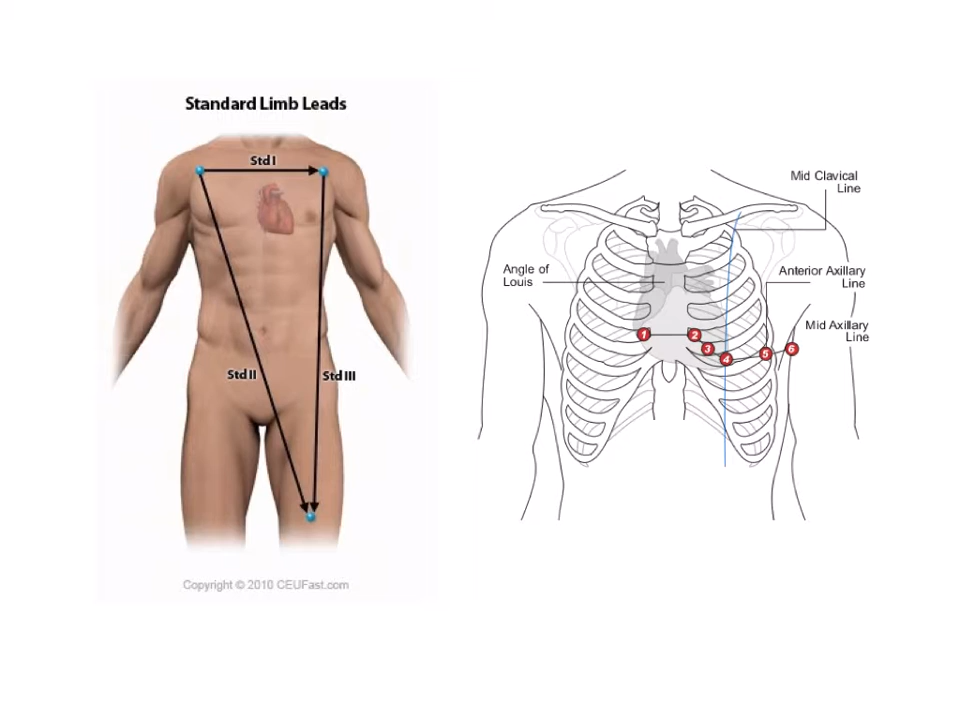 Standard Limb Leads
Std I
Std II
Std III
Copyright © 2010 CEUFast.com
Mid Clavical
Line
Angle of
Louis
Anterior Axillary
Line
Mid Axillary
Line
1
2
3
4
5
6